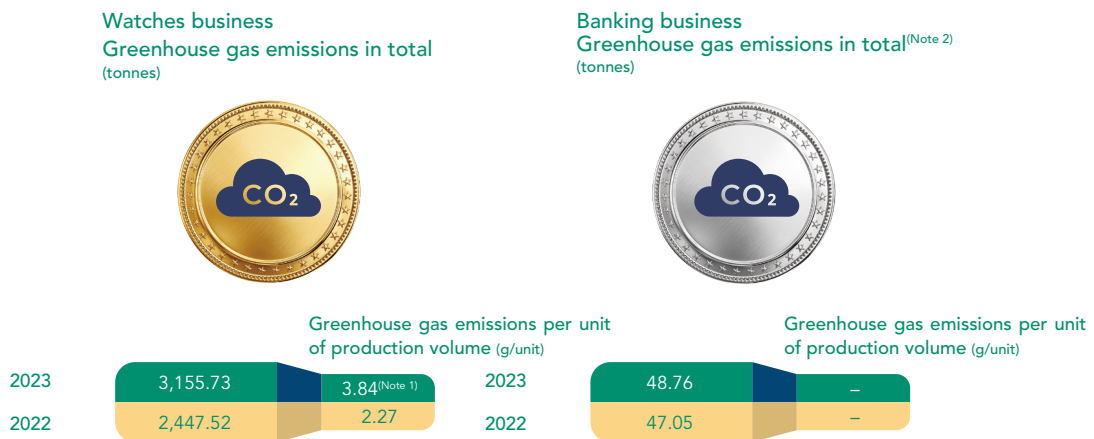 Watches business
Greenhouse gas emissions in total
(tonnes)
CO2
Greenhouse gas emissions per unit
of production volume (g/unit)
2023 3,155.73 3.84(Note 1)
2022 2,447.52 2.27
Banking business
Greenhouse gas emissions in total(Note 2)
(tonnes)
CO2
Greenhouse gas emissions per unit
of production volume (g/unit)
2023 48.76 –
2022 47.05 –